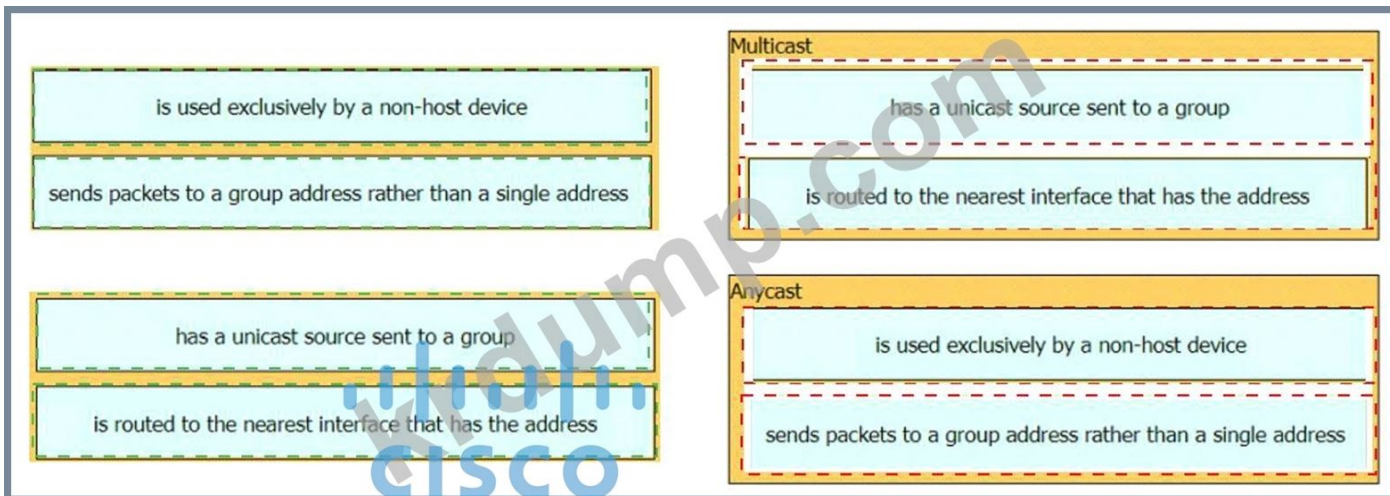 is used exclusively by a non-host device
sends packets to a group address rather than a single address
has a unicast source sent to a group
is routed to the nearest interface that has the address
Multicast
has a unicast source sent to a group
is routed to the nearest interface that has the address
Anycast
is used exclusively by a non-host device
sends packets to a group address rather than a single address
krdump.com
CISCO